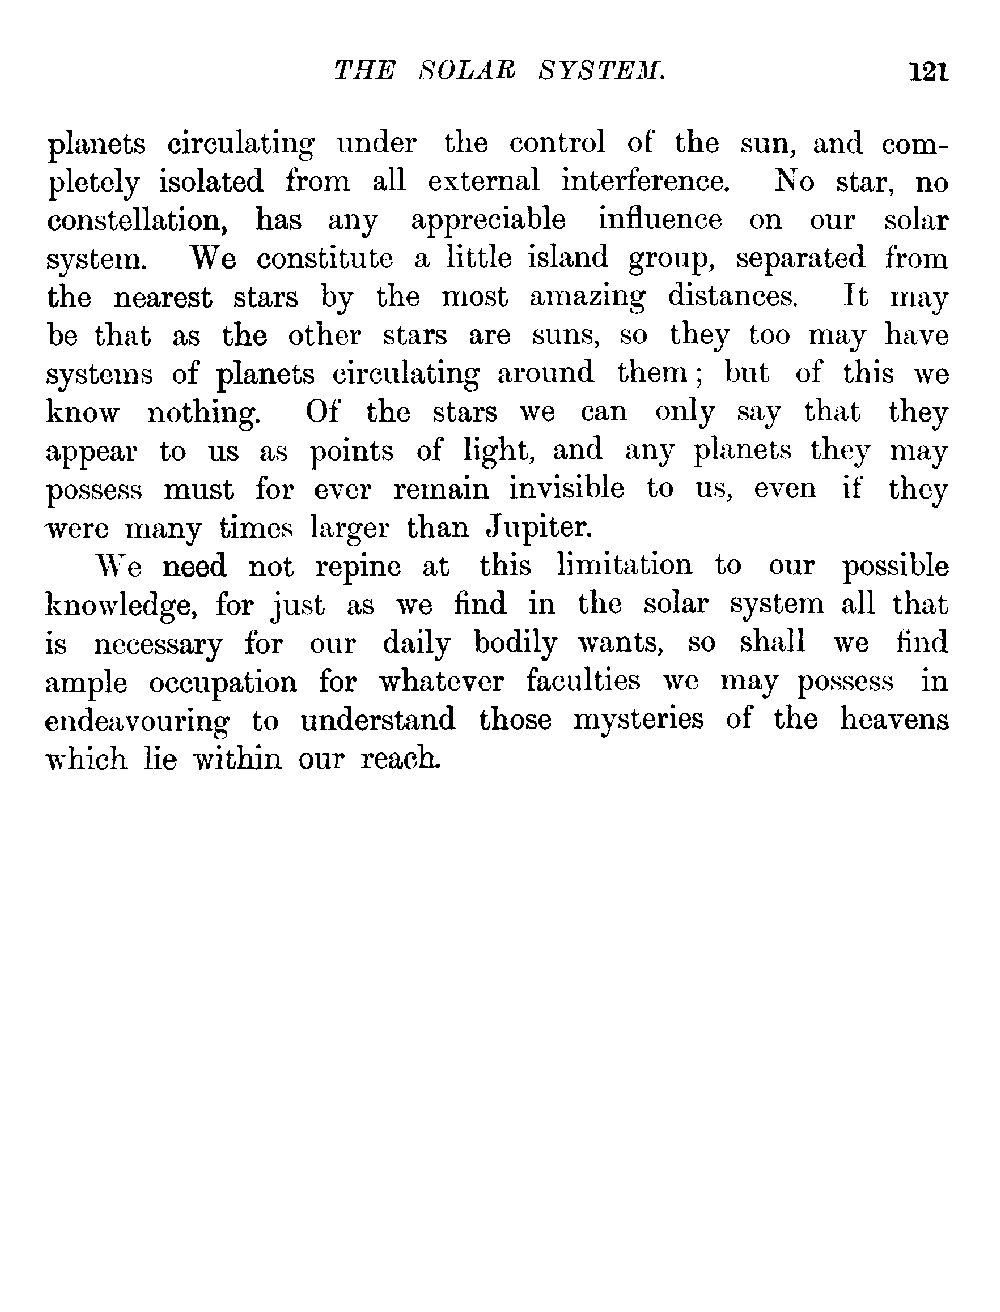 THE SOLAR SYSTEM. 121
planets circulating under the control of the sun, and com-
pletely isolated from all external interference. No star, no
constellation, has any appreciable influence on our solar
system. We constitute a little island group, separated from
the nearest stars by the most amazing distances. It may
be that as the other stars are suns, so they too may have
systems of planets circulating around them; but of this we
know nothing. Of the stars we can only say that they
appear to us as points of light, and any planets they may
possess must for ever remain invisible to us, even if they
were many times larger than Jupiter.
We need not repine at this limitation to our possible
knowledge, for just as we find in the solar system all that
is necessary for our daily bodily wants, so shall we find
ample occupation for whatever faculties we may possess in
endeavouring to understand those mysteries of the heavens
which lie within our reach.